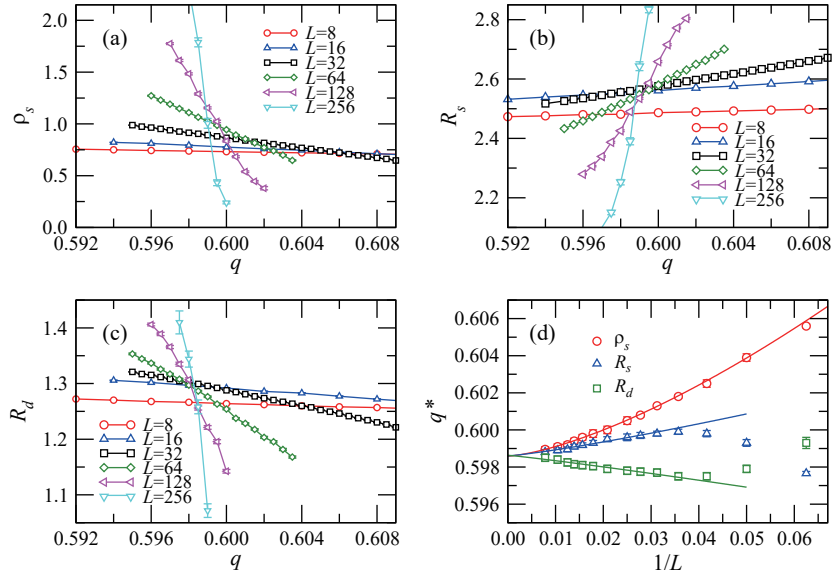 (a)
L=8
L=16
L=32
L=64
L=128
L=256
2.0
1.5
1.0
0.5
0.0
ρs
0.592 0.596 0.600 0.604 0.608
q
(b)
L=8
L=16
L=32
L=64
L=128
L=256
2.8
2.6
2.4
2.2
Rs
0.592 0.596 0.600 0.604 0.608
q
(c)
L=8
L=16
L=32
L=64
L=128
L=256
1.4
1.3
1.2
1.1
Rd
0.592 0.596 0.600 0.604 0.608
q
(d)
ρs
Rs
Rd
0.606
0.604
0.602
0.600
0.598
0.596
q*
0.00 0.01 0.02 0.03 0.04 0.05 0.06
1/L